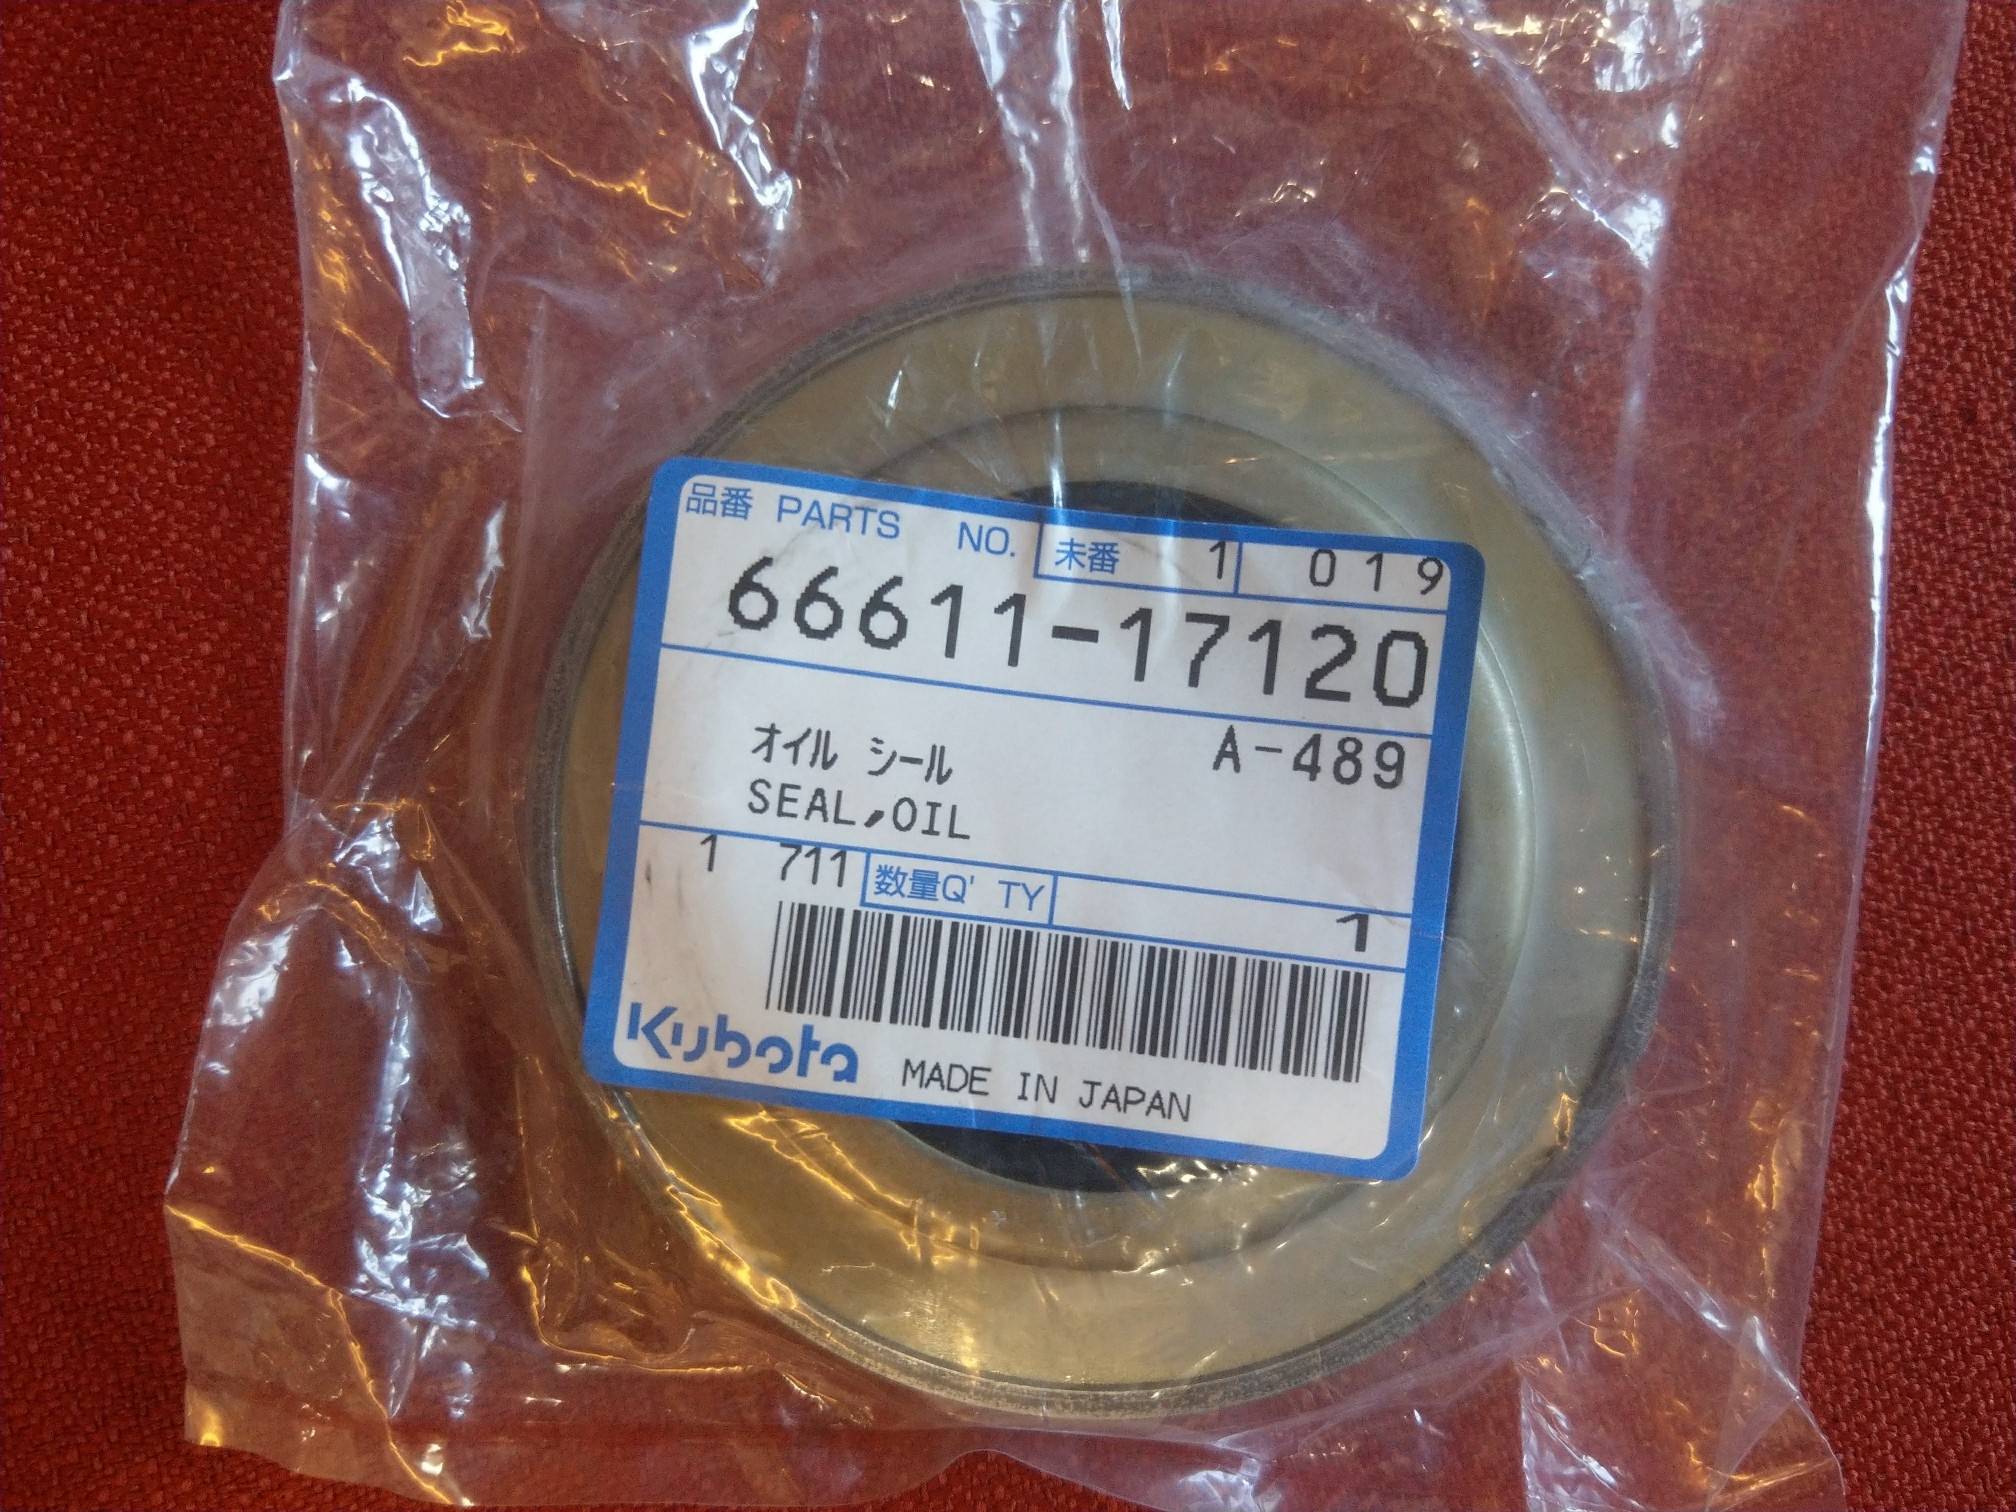 品番 PARTS NO. 末番 1 019
66611-17120
オイル シール A-489
SEAL,OIL
1 711 数量Q'TY 1
Kubota MADE IN JAPAN